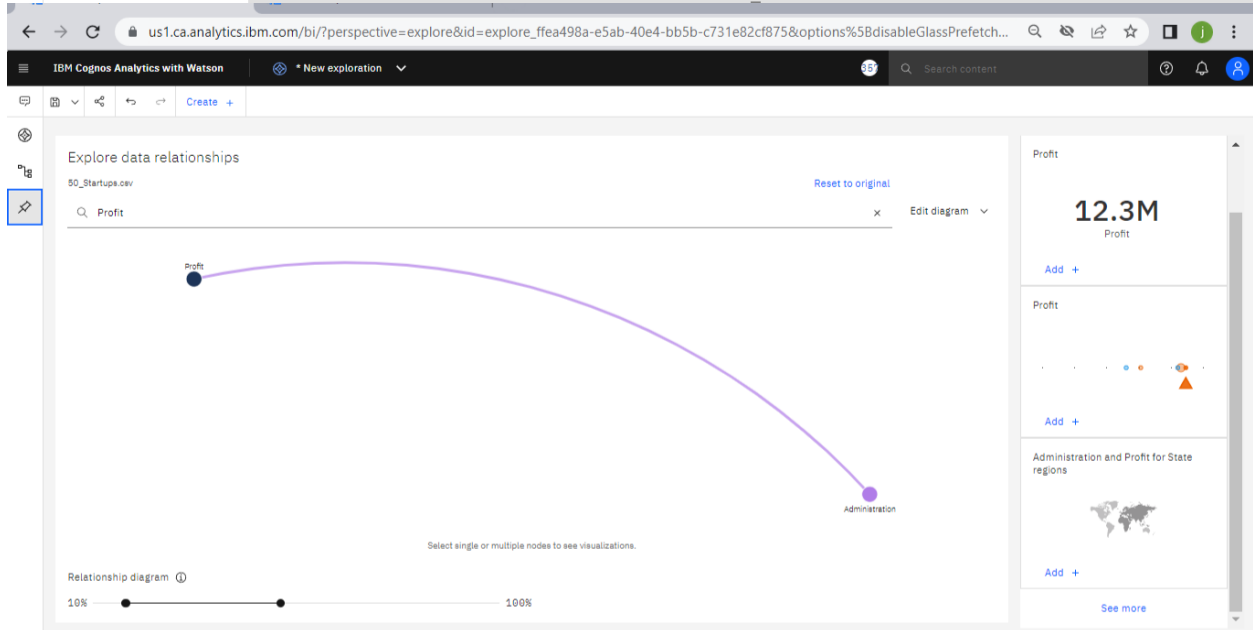 us1.ca.analytics.ibm.com/bi/?perspective=explore&id=explore_ffea498a-e5ab-40e4-bb5b-c731e82cf875&options%5BdisableGlassPrefetch...
j
IBM Cognos Analytics with Watson
* New exploration
Search content
Create +
Explore data relationships
50_Startups.csv
Reset to original
Profit
Edit diagram
Profit
Administration
Select single or multiple nodes to see visualizations.
Relationship diagram
10%
100%
Profit
12.3M
Profit
Add +
Profit
Add +
Administration and Profit for State
regions
Add +
See more